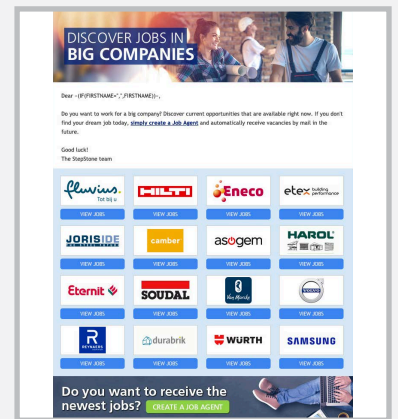 DISCOVER JOBS IN
BIG COMPANIES
Dear ~(IF(FIRSTNAME=",",FIRSTNAME))~,
Do you want to work for a big company? Discover current opportunities that are available right now. If you don't
find your dream job today, simply create a Job Agent and automatically receive vacancies by mail in the
future.
Good luck!
The StepStone team
fluvius. HILTI Eneco etex building performance
Tot bij u
VIEW JOBS VIEW JOBS VIEW JOBS VIEW JOBS
JORISIDE camber asogem HAROL
VIEW JOBS VIEW JOBS VIEW JOBS VIEW JOBS
Eternit SOUDAL Van Marcke VOLVO
VIEW JOBS VIEW JOBS VIEW JOBS VIEW JOBS
REYNAERS durabrik WÜRTH SAMSUNG
VIEW JOBS VIEW JOBS VIEW JOBS VIEW JOBS
Do you want to receive the
newest jobs? CREATE A JOB AGENT